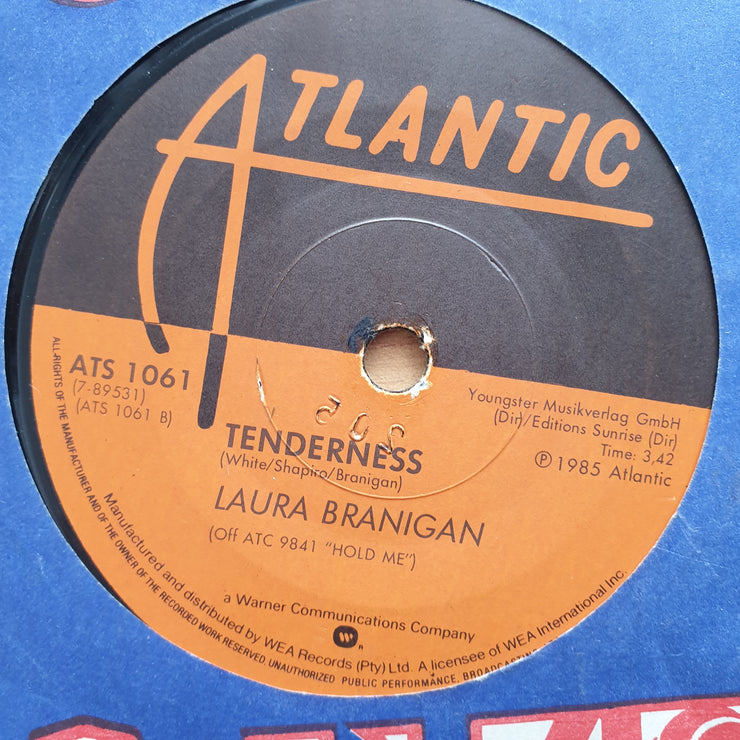 ATLANTIC
ATS 1061
(7-89531)
(ATS 1061 B)
Youngster Musikverlag GmbH
(Dir)/Editions Sunrise (Dir)
Time: 3,42
℗ 1985 Atlantic
TENDERNESS
(White/Shapiro/Branigan)
LAURA BRANIGAN
(Off ATC 9841 "HOLD ME")
a Warner Communications Company
Manufactured and distributed by WEA Records (Pty) Ltd. A licensee of WEA International Inc.
ALL-RIGHTS OF THE MANUFACTURER AND OF THE OWNER OF THE RECORDED WORK RESERVED. UNAUTHORIZED PUBLIC PERFORMANCE, BROADCASTING